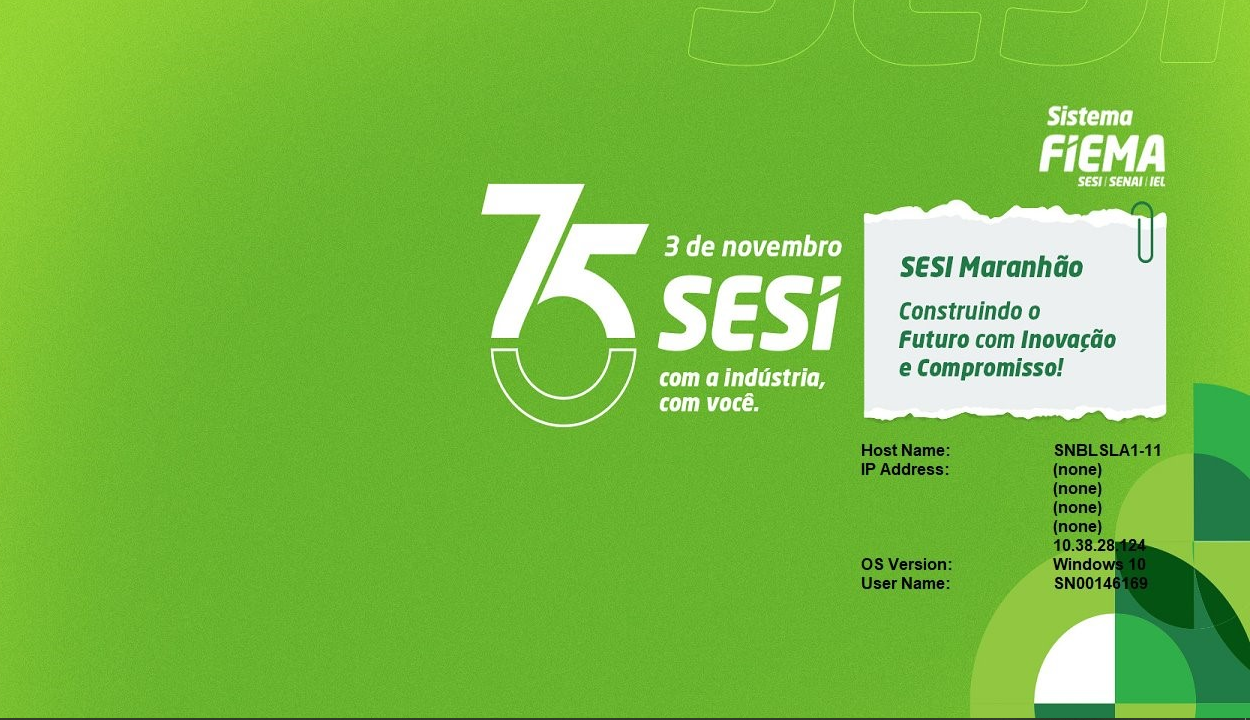 SESI
Sistema
FIEMA
SESI | SENAI | IEL
75
3 de novembro
SESI
com a indústria,
com você.
SESI Maranhão
Construindo o
Futuro com Inovação
e Compromisso!
Host Name: SNBLSLA1-11
IP Address: (none)
(none)
(none)
(none)
10.38.28.124
OS Version: Windows 10
User Name: SN00146169